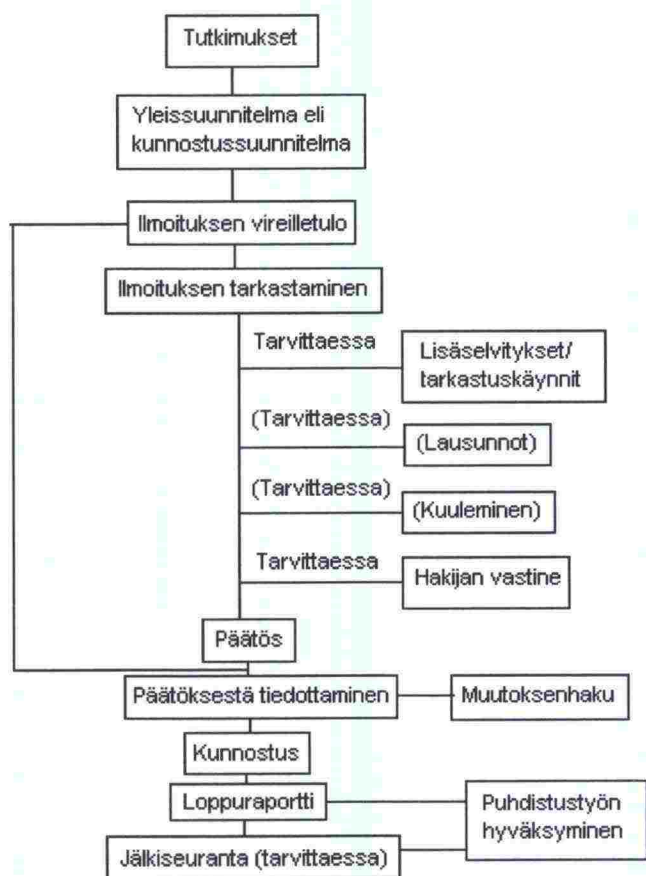 Tutkimukset
Yleissuunnitelma eli
kunnostussuunnitelma
Ilmoituksen vireilletulo
Ilmoituksen tarkastaminen
Tarvittaessa
Lisäselvitykset/
tarkastuskäynnit
(Tarvittaessa)
(Lausunnot)
(Tarvittaessa)
(Kuuleminen)
Tarvittaessa
Hakijan vastine
Päätös
Päätöksestä tiedottaminen
Muutoksenhaku
Kunnostus
Loppuraportti
Puhdistustyön
hyväksyminen
Jälkiseuranta (tarvittaessa)